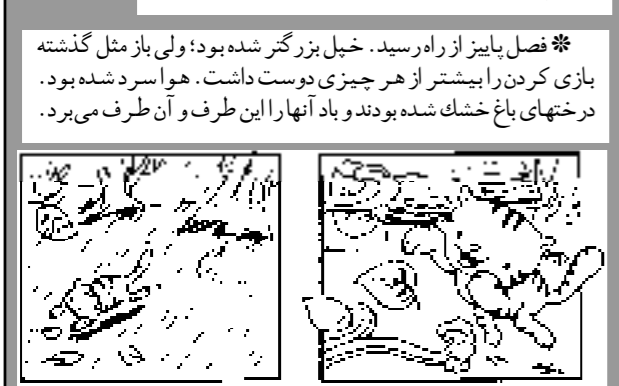 ❋ فصل پاییز از راه رسید. خپل بزرگتر شده بود؛ ولی باز مثل گذشته
بازی کردن را بیشتر از هر چیزی دوست داشت. هوا سرد شده بود.
درختهای باغ خشك شده بودند و باد آنها را این طرف و آن طرف می‌برد.